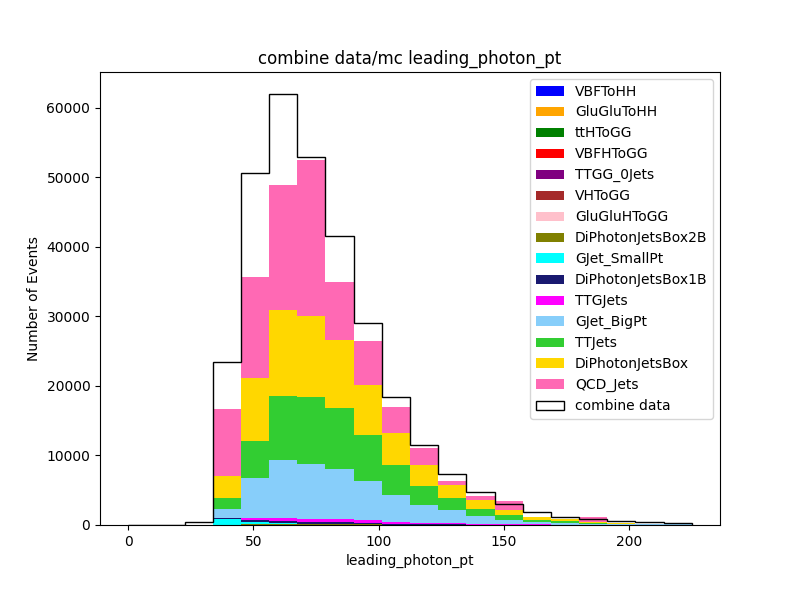 combine data/mc leading_photon_pt
Number of Events
60000
50000
40000
30000
20000
10000
0
0
50
100
150
200
leading_photon_pt
VBFToHH
GluGluToHH
ttHToGG
VBFHToGG
TTGG_0Jets
VHToGG
GluGluHToGG
DiPhotonJetsBox2B
GJet_SmallPt
DiPhotonJetsBox1B
TTGJets
GJet_BigPt
TTJets
DiPhotonJetsBox
QCD_Jets
combine data